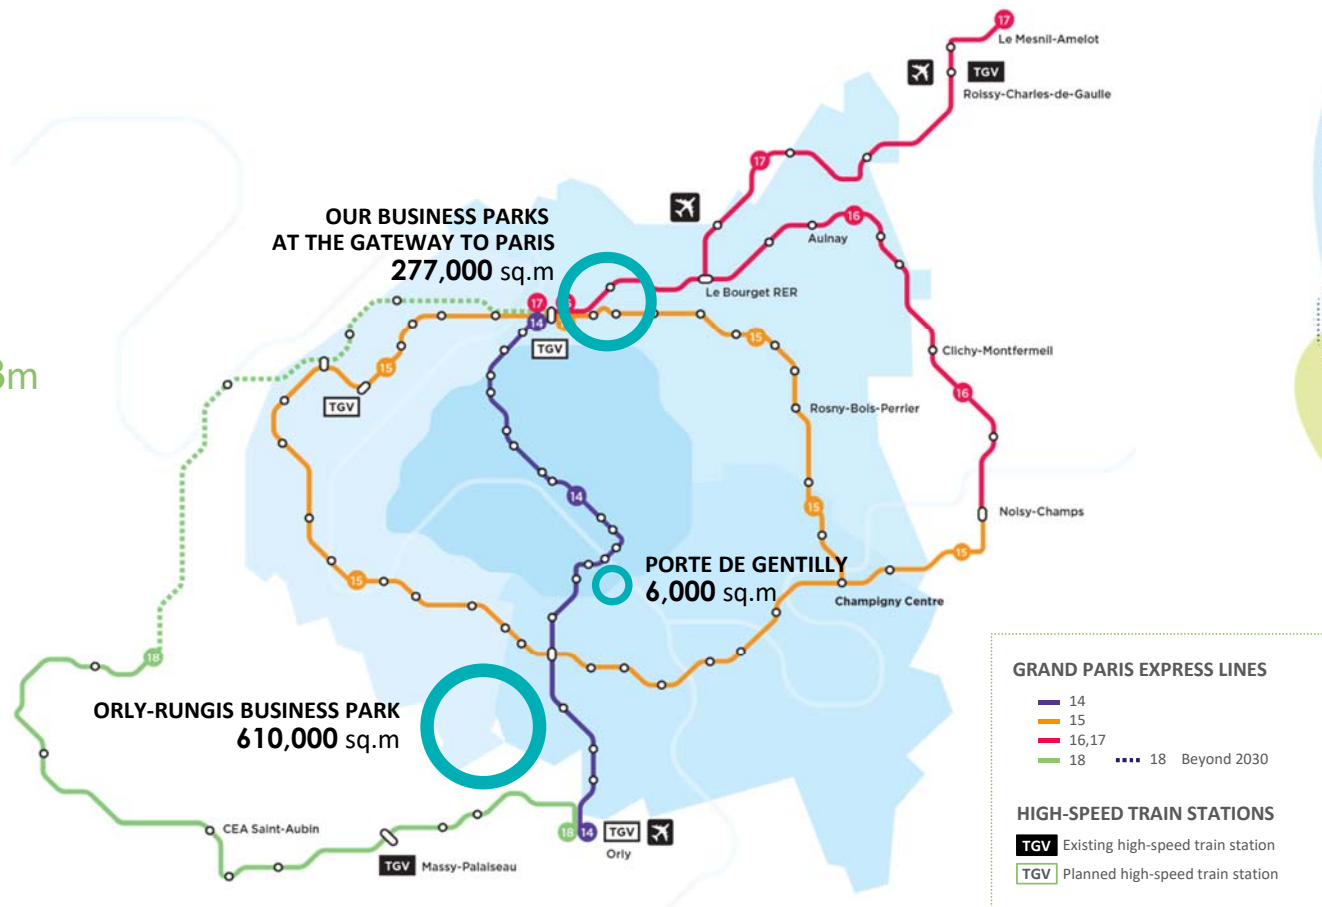 17
Le Mesnil-Amelot
TGV
Roissy-Charles-de-Gaulle
17
OUR BUSINESS PARKS
AT THE GATEWAY TO PARIS
277,000 sq.m
16
Aulnay
Le Bourget RER
17
14
TGV
15
Clichy-Montfermeil
15
3m
TGV
16
Rosny-Bois-Perrier
14
15
Noisy-Champs
15
PORTE DE GENTILLY
6,000 sq.m
15
Champigny Centre
18
ORLY-RUNGIS BUSINESS PARK
610,000 sq.m
CEA Saint-Aubin
18
14
TGV
Orly
TGV
Massy-Palaiseau
GRAND PARIS EXPRESS LINES
14
15
16,17
18
18 Beyond 2030
HIGH-SPEED TRAIN STATIONS
TGV Existing high-speed train station
TGV Planned high-speed train station